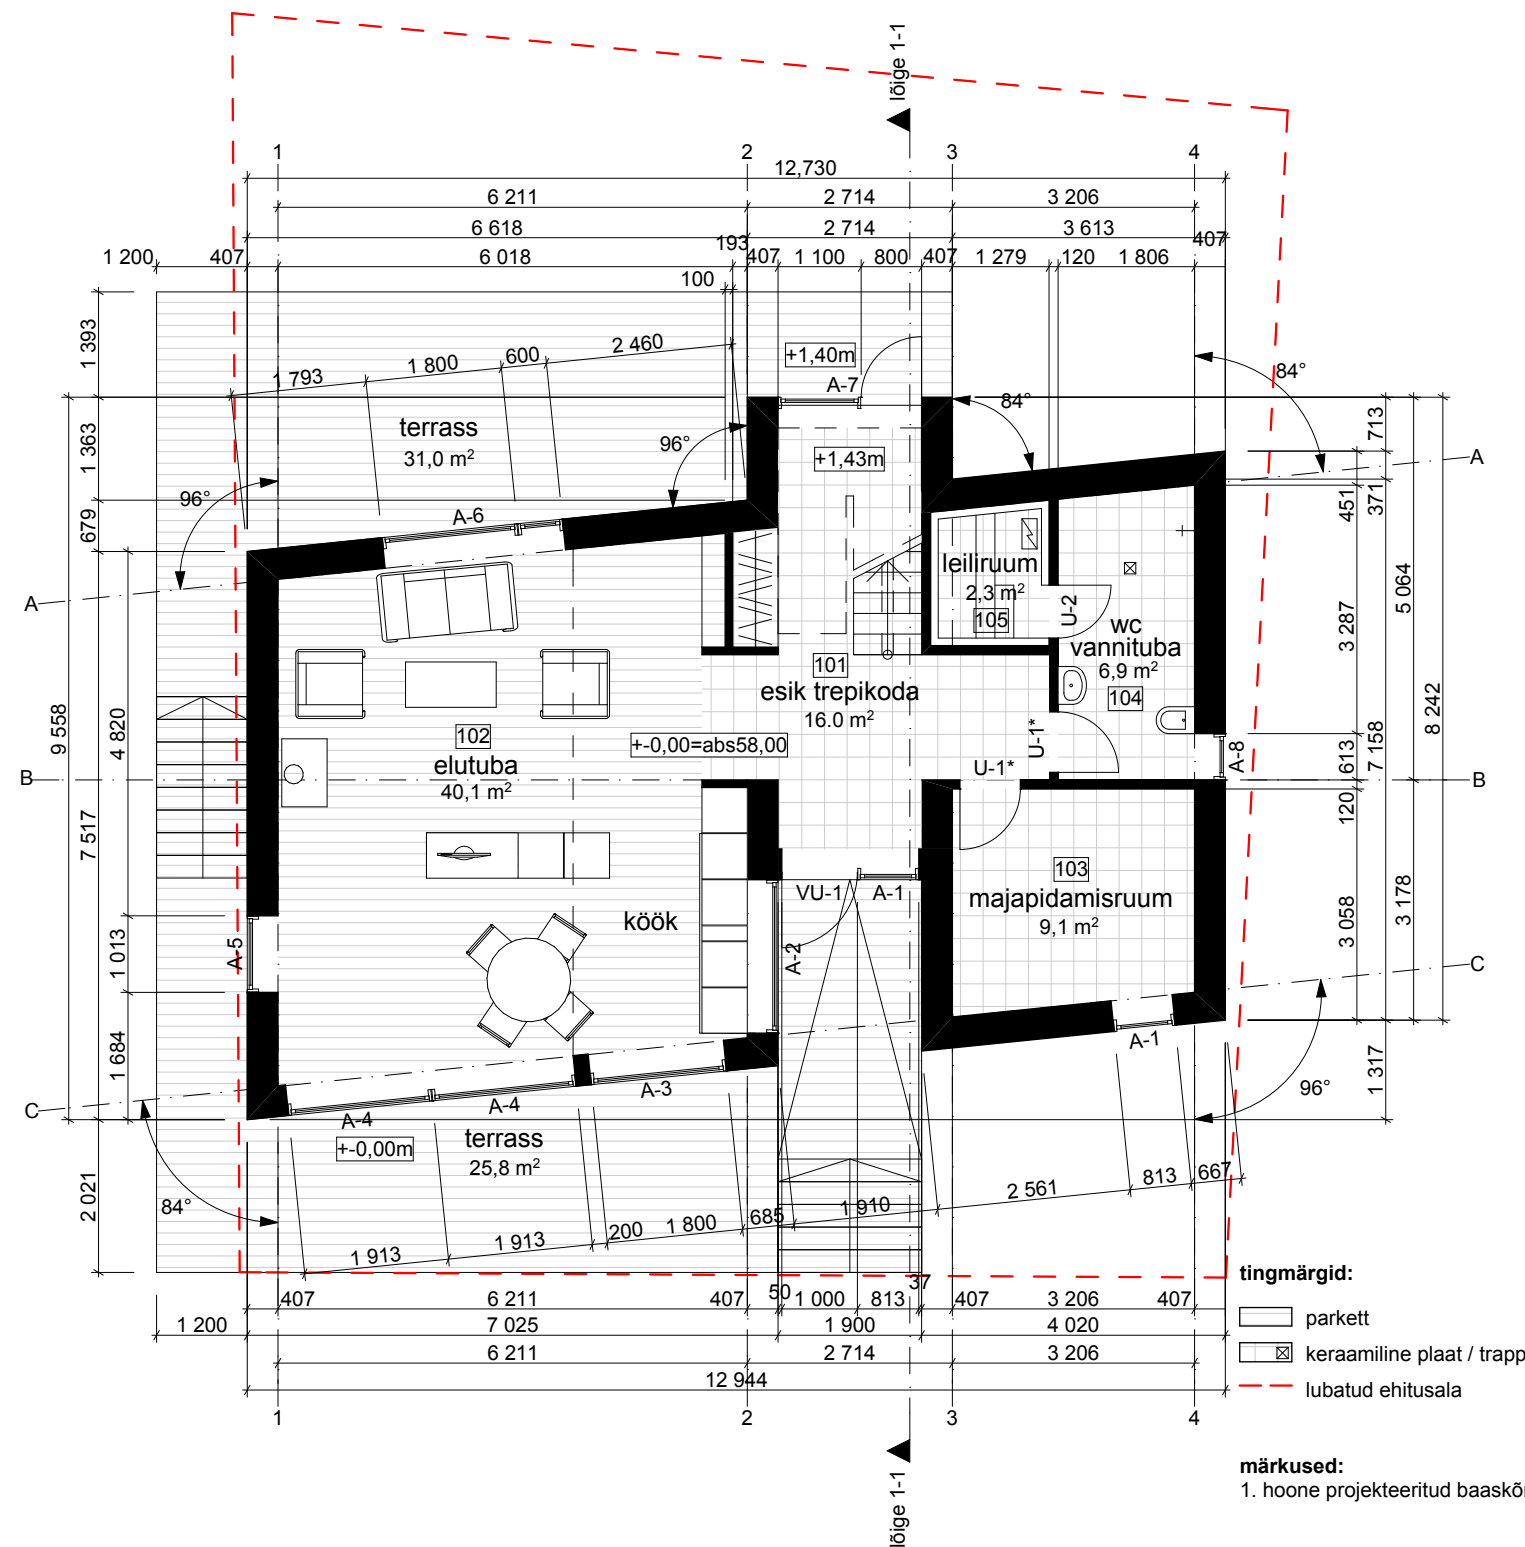 lõige 1-1
1 2 3 4
12,730
6 211 2 714 3 206
6 618 2 714 3 613
193 407
1 200 407 6 018 407 1 100 800 407 1 279 120 1 806
100
1 393
1 793 1 800 600 2 460
+1,40m
A-7
84°
84°
713
1 363
terrass
31,0 m²
96°
+1,43m
A
96°
451 371
679
A-6
leiliruum
2,3 m²
105
U-2
wc
vannituba
6,9 m²
104
5 064
3 287
A
101
esik trepikoda
16.0 m²
9 558
4 820
8 242
102
elutuba
40,1 m²
+-0,00=abs58,00
U-1*
U-1*
A-8
613
7 158
B
B
120
7 517
103
majapidamisruum
9,1 m²
VU-1 A-1
3 058
3 178
köök
A-5
A-2
1 013
C
1 684
A-1
96°
1 317
C
A-4 A-4 A-3
+-0,00m
terrass
25,8 m²
2 021
84°
1 913 1 913 200 1 800 685 1 910 2 561 813 667
tingmärgid:
parkett
keraamiline plaat / trapp
lubatud ehitusala
50 37
407 6 211 407 1 000 813 407 3 206 407
1 200 7 025 1 900 4 020
6 211 2 714 3 206
12 944
1 2 3 4
märkused:
1. hoone projekteeritud
lõige 1-1